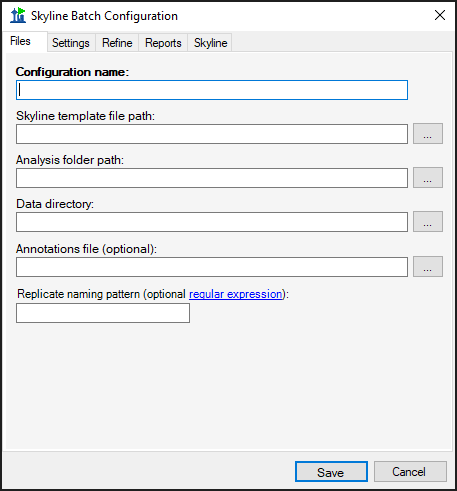 Skyline Batch Configuration
Files Settings Refine Reports Skyline
Configuration name:
Skyline template file path:
...
Analysis folder path:
...
Data directory:
...
Annotations file (optional):
...
Replicate naming pattern (optional regular expression):
Save Cancel